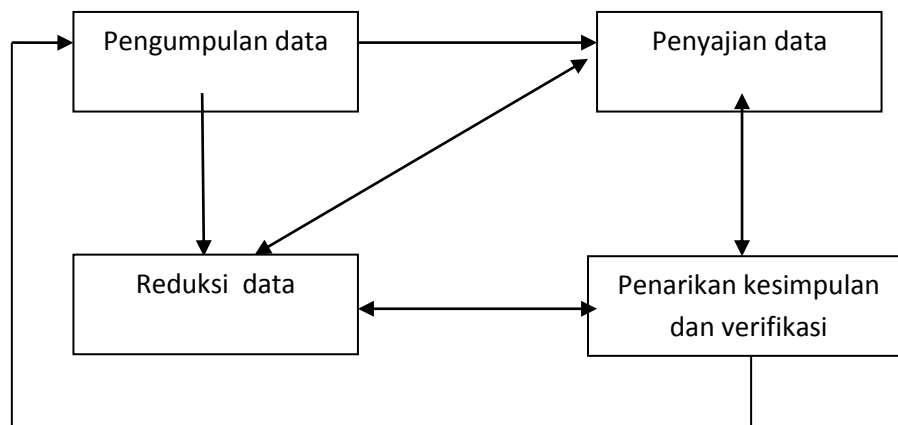 Pengumpulan data
Penyajian data
Reduksi data
Penarikan kesimpulan
dan verifikasi